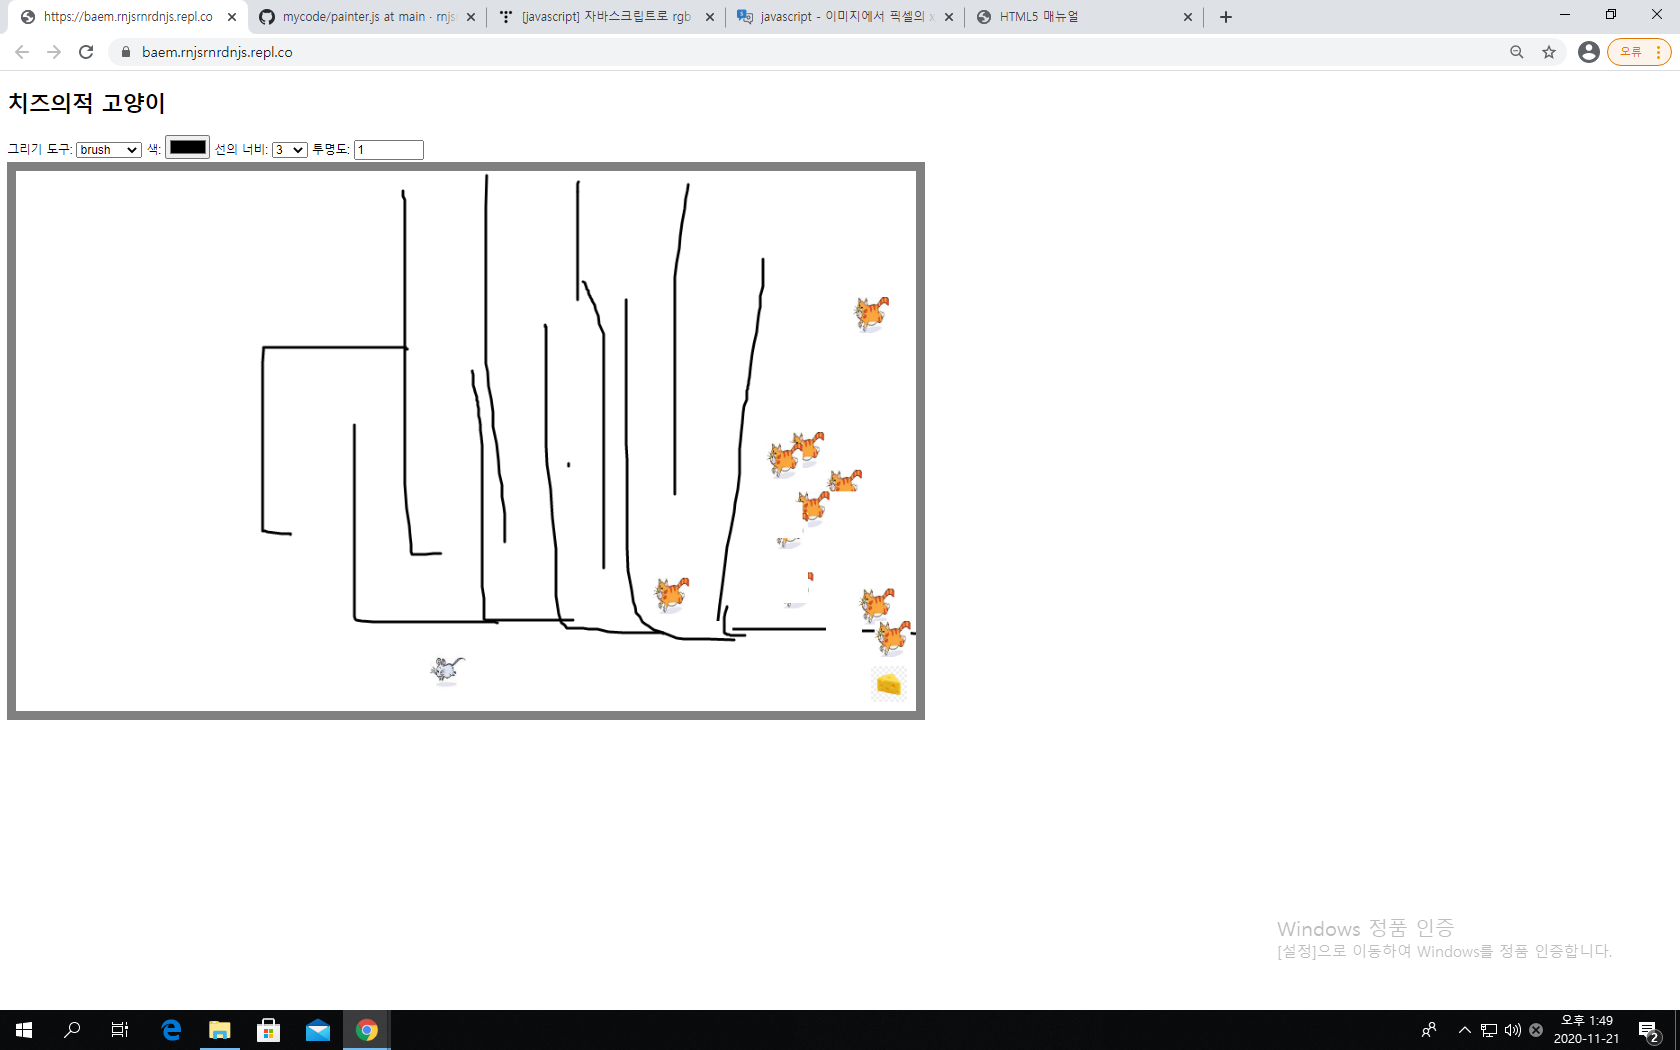 https://baem.rnjsrnrdnjs.repl.co
mycode/painter.js at main · rnjsr
[javascript] 자바스크립트로 rgb
javascript - 이미지에서 픽셀의 x
HTML5 매뉴얼
baem.rnjsrnrdnjs.repl.co
오류
치즈의적 고양이
그리기 도구: brush 색: 선의 너비: 3 투명도: 1
Windows 정품 인증
[설정]으로 이동하여 Windows를 정품 인증합니다.
오후 1:49
2020-11-21
2